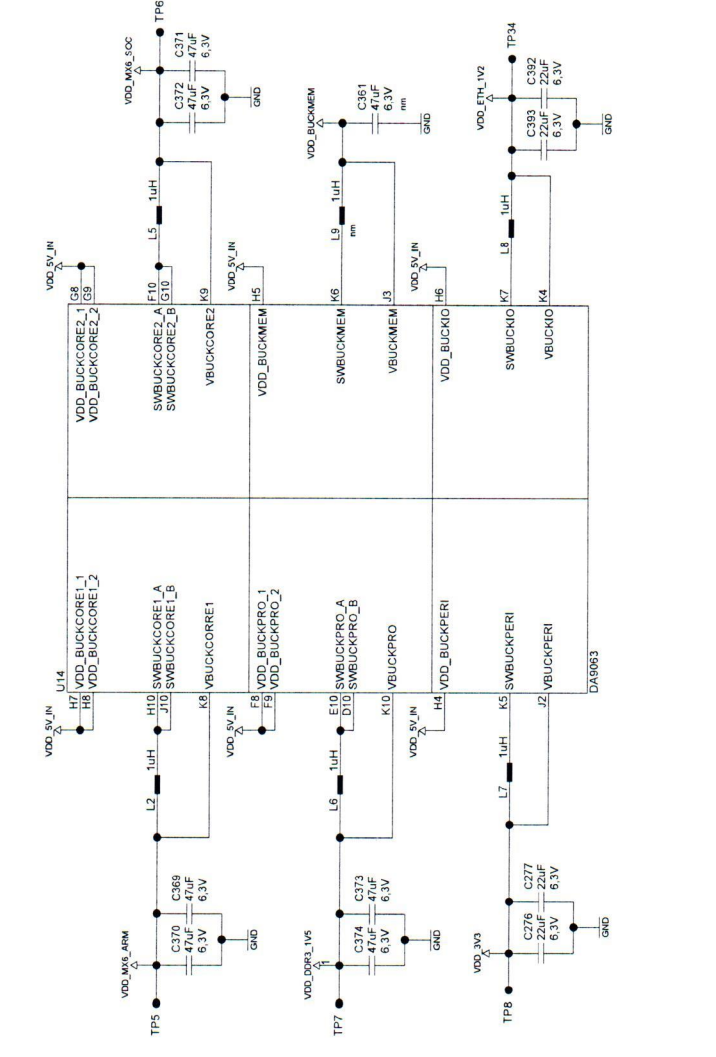 U14
VDD_5V_IN
H7
VDD_BUCKCORE1_1
H8
VDD_BUCKCORE1_2
H10
SWBUCKCORE1_A
J10
SWBUCKCORE1_B
K8
VBUCKCORRE1
L2
1uH
VDD_MX6_ARM
TP5
C370
47uF
6,3V
C369
47uF
6,3V
GND
VDD_5V_IN
F8
VDD_BUCKPRO_1
F9
VDD_BUCKPRO_2
E10
SWBUCKPRO_A
D10
SWBUCKPRO_B
K10
VBUCKPRO
L6
1uH
VDD_DDR3_1V5
1
TP7
C374
47uF
6,3V
C373
47uF
6,3V
GND
VDD_5V_IN
H4
VDD_BUCKPERI
K5
SWBUCKPERI
J2
VBUCKPERI
L7
1uH
VDD_3V3
TP8
C276
22uF
6,3V
C277
22uF
6,3V
GND
DA9063
VDD_5V_IN
G8
VDD_BUCKCORE2_1
G9
VDD_BUCKCORE2_2
F10
SWBUCKCORE2_A
G10
SWBUCKCORE2_B
K9
VBUCKCORE2
L5
1uH
VDD_MX6_SOC
TP6
C372
47uF
6,3V
C371
47uF
6,3V
GND
VDD_5V_IN
H5
VDD_BUCKMEM
K6
SWBUCKMEM
J3
VBUCKMEM
L9
1uH
nm
VDD_BUCKMEM
C361
47uF
6,3V
nm
GND
VDD_5V_IN
H6
VDD_BUCKIO
K7
SWBUCKIO
K4
VBUCKIO
L8
1uH
VDD_ETH_1V2
TP34
C393
22uF
6,3V
C392
22uF
6,3V
GND